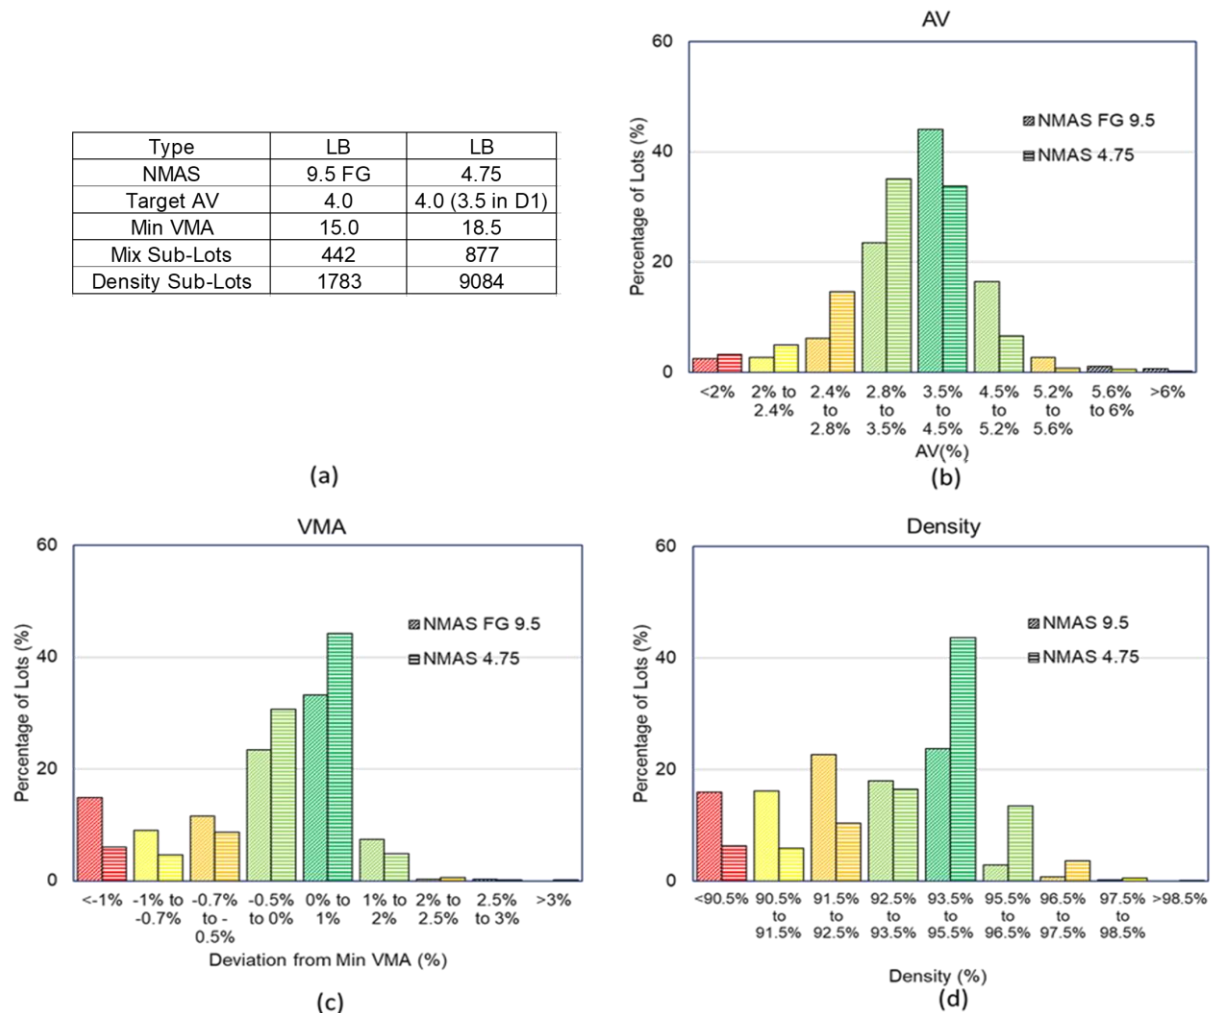 Type LB LB
NMAS 9.5 FG 4.75
Target AV 4.0 4.0 (3.5 in D1)
Min VMA 15.0 18.5
Mix Sub-Lots 442 877
Density Sub-Lots 1783 9084
(a)
AV
Percentage of Lots (%)
60
40
20
0
NMAS FG 9.5
NMAS 4.75
<2% 2% to 2.4% 2.8% 3.5% 4.5% 5.2% 5.6% >6%
2.4% to to to to to to 6%
2.8% 3.5% 4.5% 5.2% 5.6%
AV(%)
(b)
VMA
Percentage of Lots (%)
60
40
20
0
NMAS FG 9.5
NMAS 4.75
<-1% -1% to -0.7% -0.5% 0% to 1% to 2% to 2.5% >3%
-0.7% to - to 0% 1% 2% 2.5% to 3%
0.5%
Deviation from Min VMA (%)
(c)
Density
Percentage of Lots (%)
60
40
20
0
NMAS 9.5
NMAS 4.75
<90.5% 90.5% 91.5% 92.5% 93.5% 95.5% 96.5% 97.5% >98.5%
to to to to to to to
91.5% 92.5% 93.5% 95.5% 96.5% 97.5% 98.5%
Density (%)
(d)